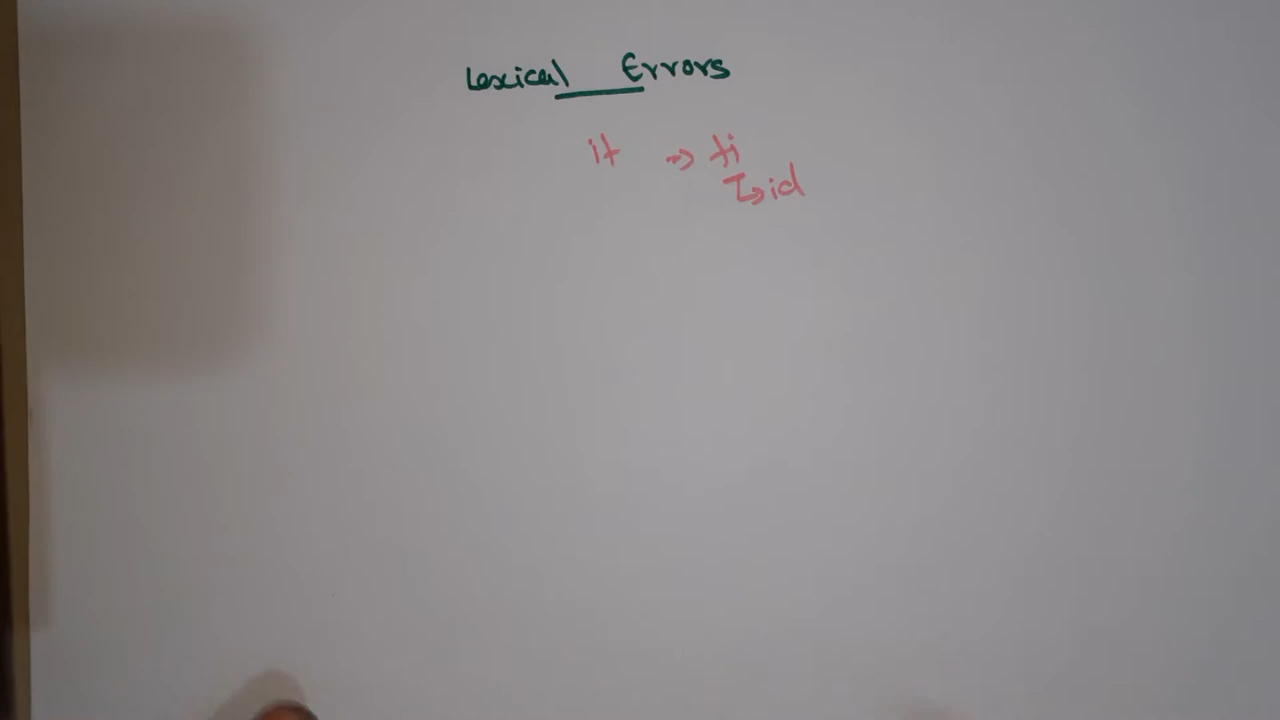 Lexical Errors
if → fi
↳ id